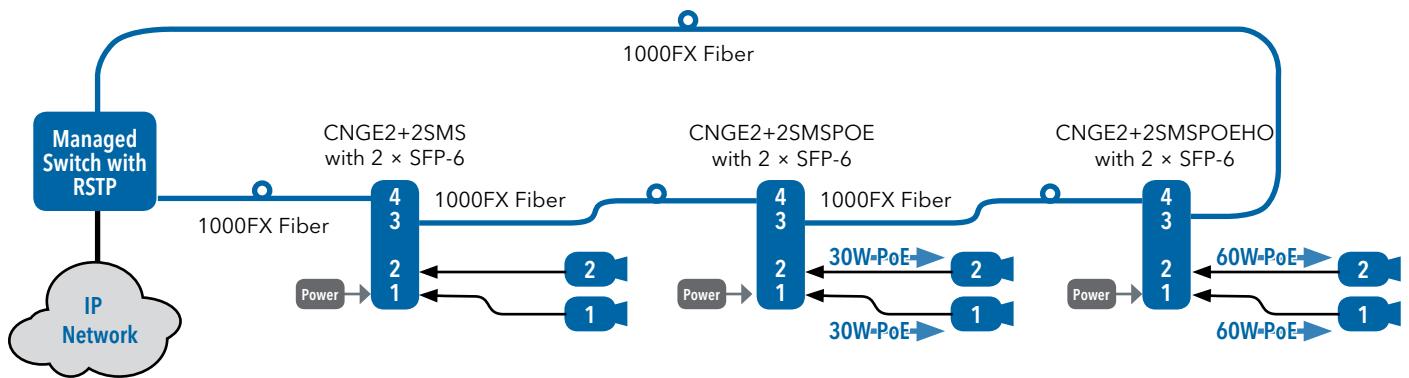 1000FX Fiber
Managed
Switch with
RSTP
CNGE2+2SMS
with 2 × SFP-6
CNGE2+2SMSPOE
with 2 × SFP-6
CNGE2+2SMSPOEHO
with 2 × SFP-6
1000FX Fiber
4
3
1000FX Fiber
4
3
1000FX Fiber
4
3
2
1
Power
2
1
2
1
Power
30W-PoE
2
1
30W-PoE
2
1
Power
60W-PoE
2
1
60W-PoE
IP
Network